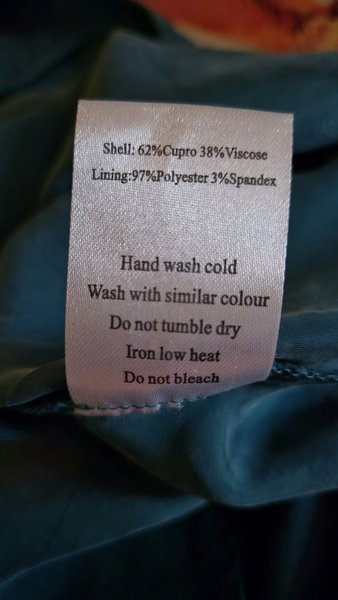 Shell: 62%Cupro 38%Viscose
Lining:97%Polyester 3%Spandex
Hand wash cold
Wash with similar colour
Do not tumble dry
Iron low heat
Do not bleach